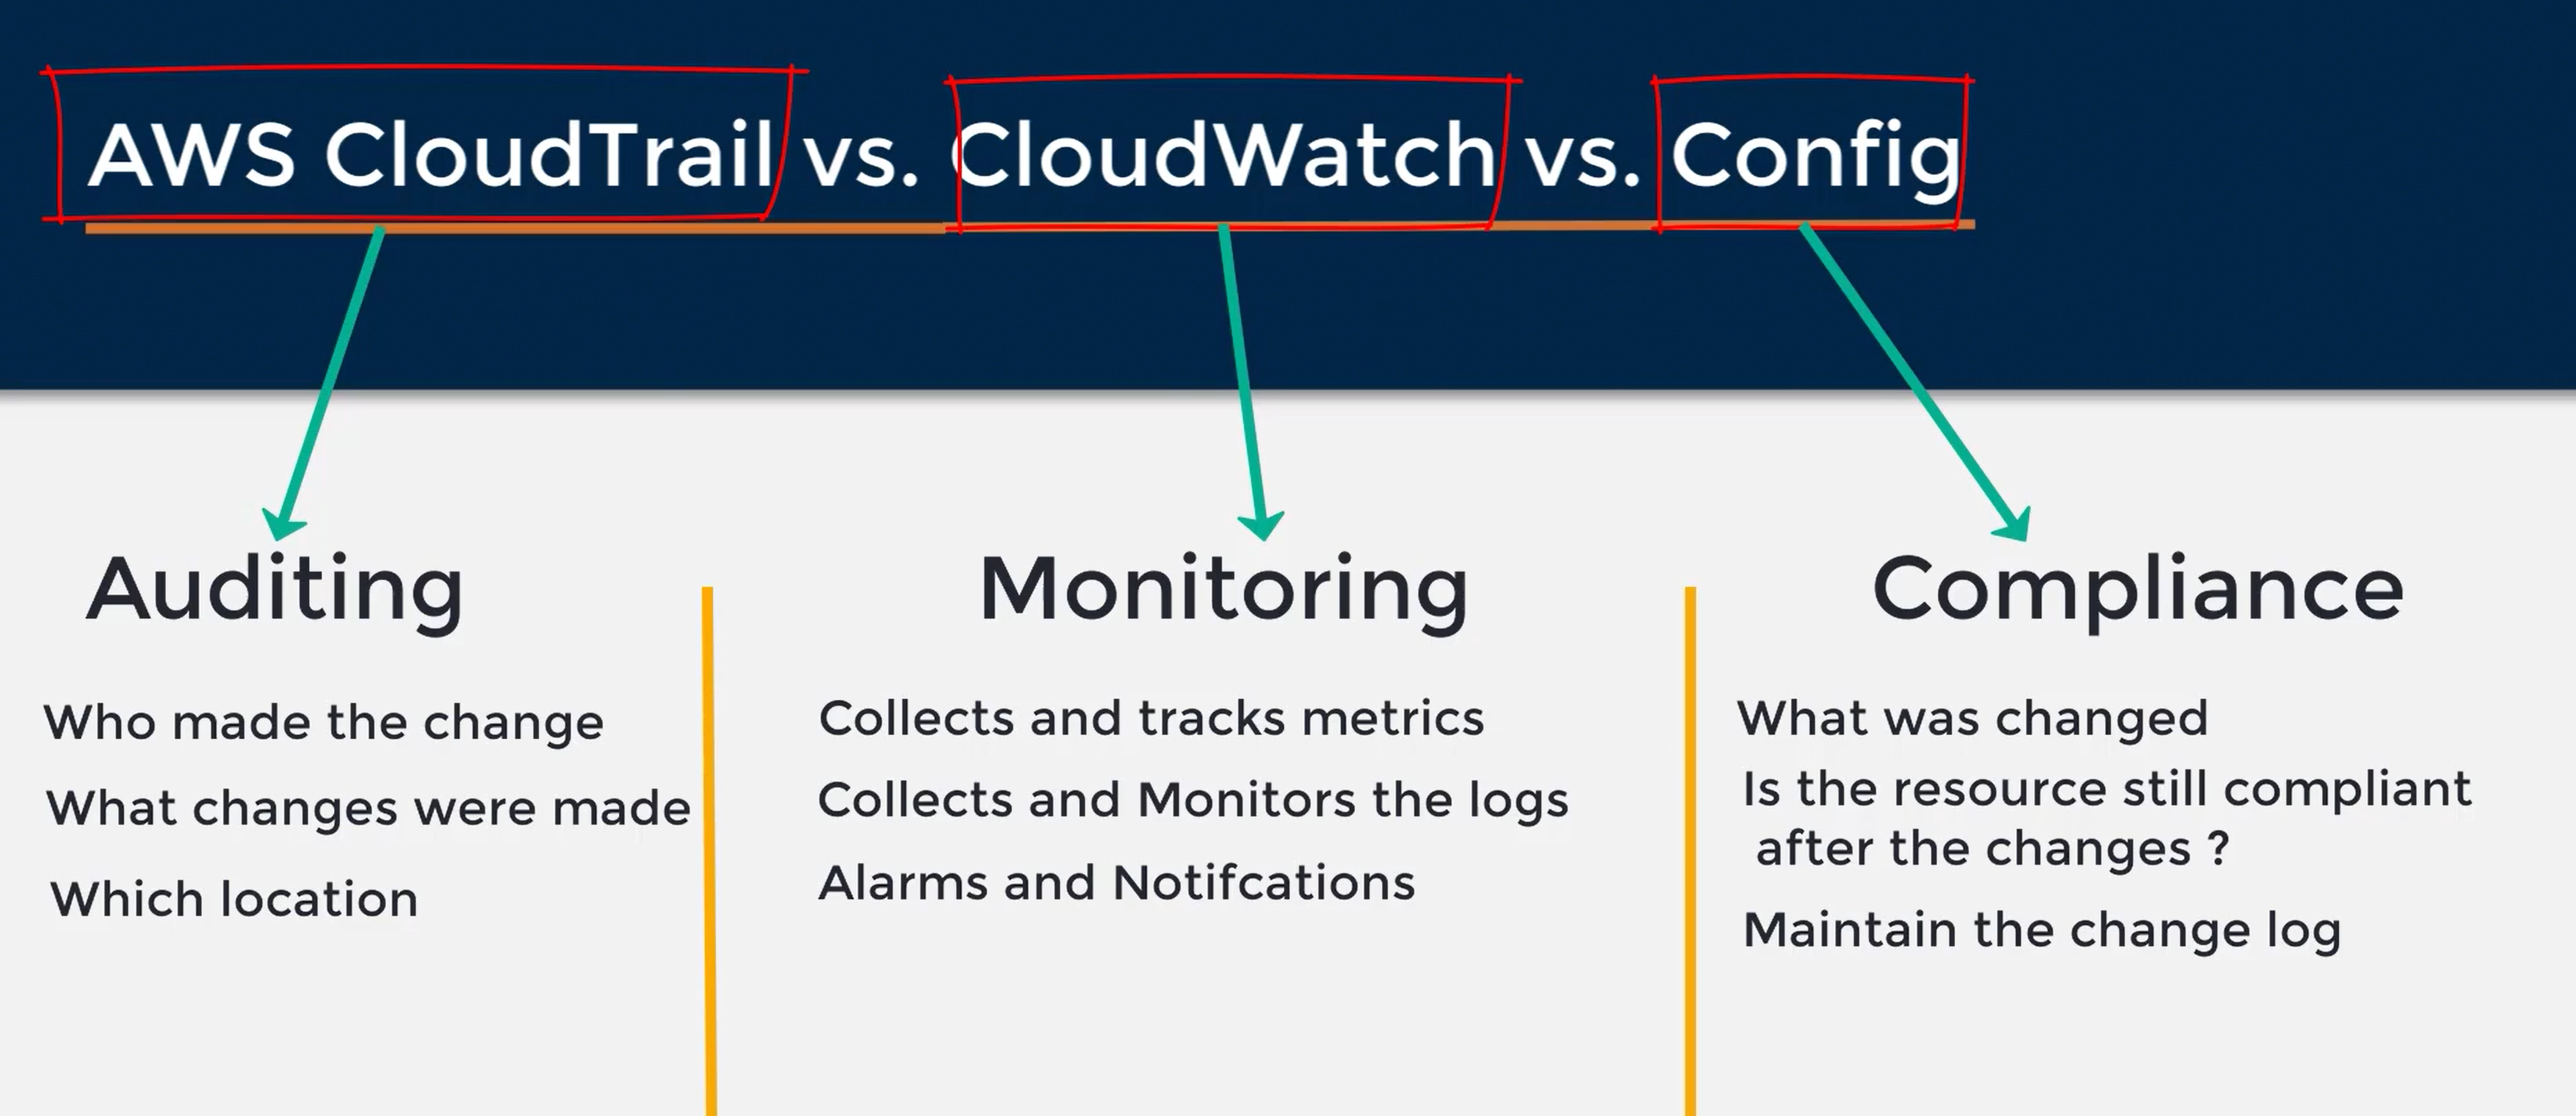 AWS CloudTrail vs. CloudWatch vs. Config
Auditing
Who made the change
What changes were made
Which location
Monitoring
Collects and tracks metrics
Collects and Monitors the logs
Alarms and Notifcations
Compliance
What was changed
Is the resource still compliant
after the changes ?
Maintain the change log